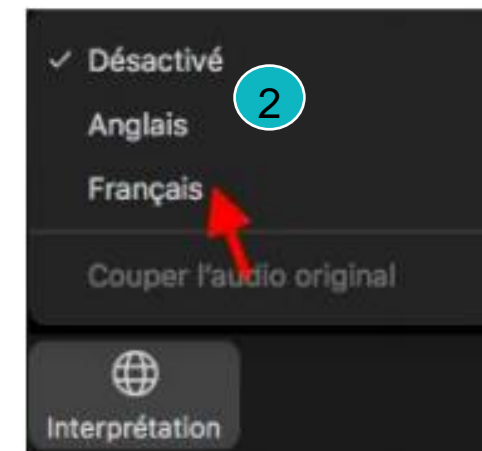 ✓ Désactivé
2
Anglais
Français
Couper l'audio original
Interprétation